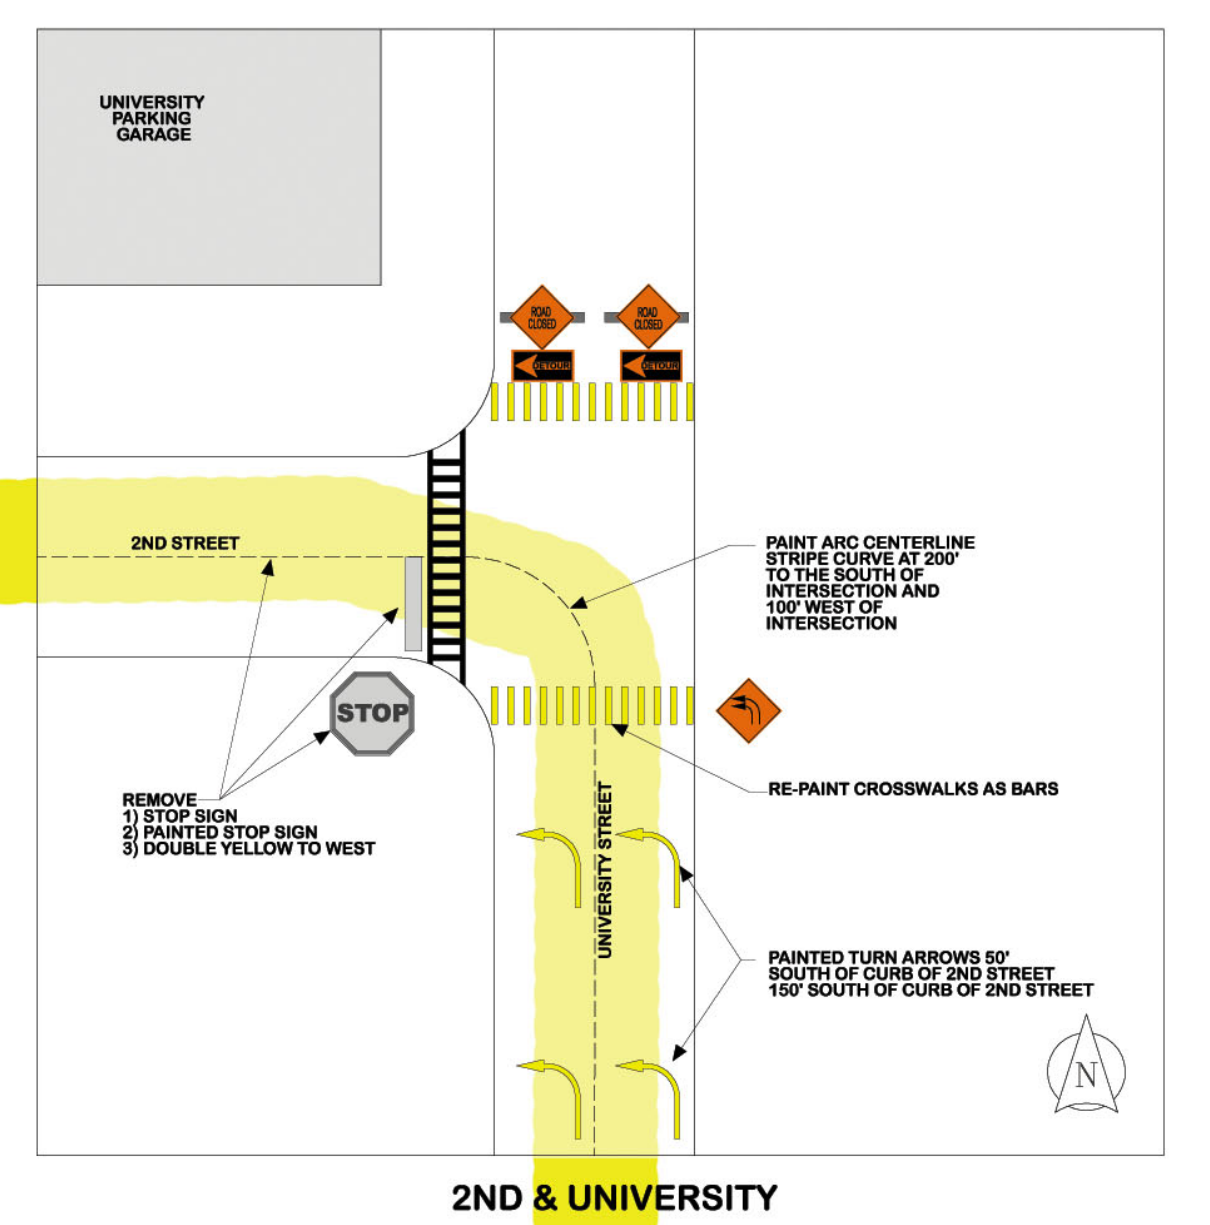 UNIVERSITY
PARKING
GARAGE
ROAD
CLOSED
ROAD
CLOSED
DETOUR
DETOUR
2ND STREET
PAINT ARC CENTERLINE
STRIPE CURVE AT 200'
TO THE SOUTH OF
INTERSECTION AND
100' WEST OF
INTERSECTION
STOP
RE-PAINT CROSSWALKS AS BARS
REMOVE
1) STOP SIGN
2) PAINTED STOP SIGN
3) DOUBLE YELLOW TO WEST
UNIVERSITY STREET
PAINTED TURN ARROWS 50'
SOUTH OF CURB OF 2ND STREET
150' SOUTH OF CURB OF 2ND STREET
N
2ND & UNIVERSITY